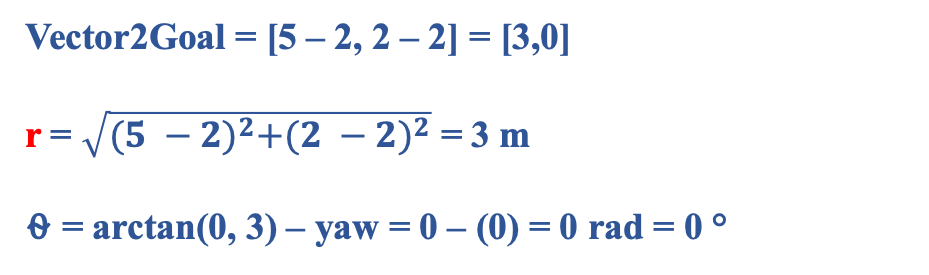 Vector2Goal = [5 – 2, 2 – 2] = [3,0]
r = √(5 – 2)²+(2 – 2)² = 3 m
ϑ = arctan(0, 3) – yaw = 0 – (0) = 0 rad = 0 °